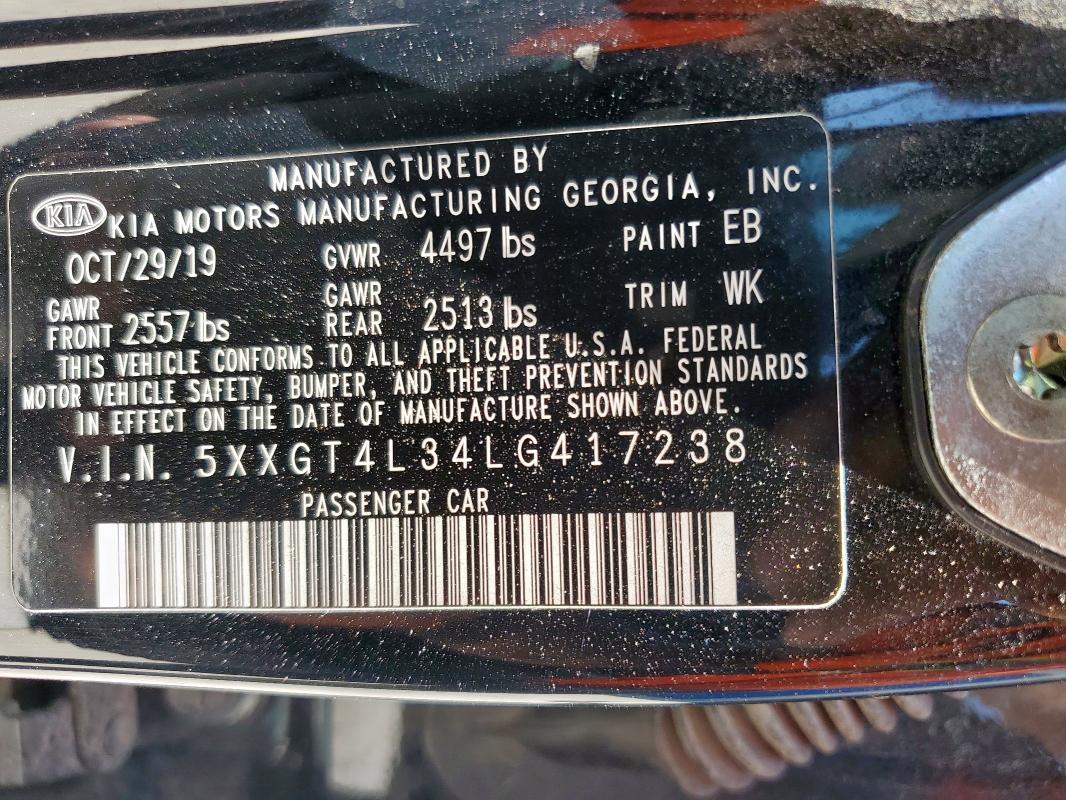 MANUFACTURED BY
KIA KIA MOTORS MANUFACTURING GEORGIA, INC.
OCT/29/19 GVWR 4497 lbs PAINT EB
GAWR FRONT 2557 lbs GAWR REAR 2513 lbs TRIM WK
THIS VEHICLE CONFORMS TO ALL APPLICABLE U.S.A. FEDERAL
MOTOR VEHICLE SAFETY, BUMPER, AND THEFT PREVENTION STANDARDS
IN EFFECT ON THE DATE OF MANUFACTURE SHOWN ABOVE.
V.I.N. 5XXGT4L34LG417238
PASSENGER CAR